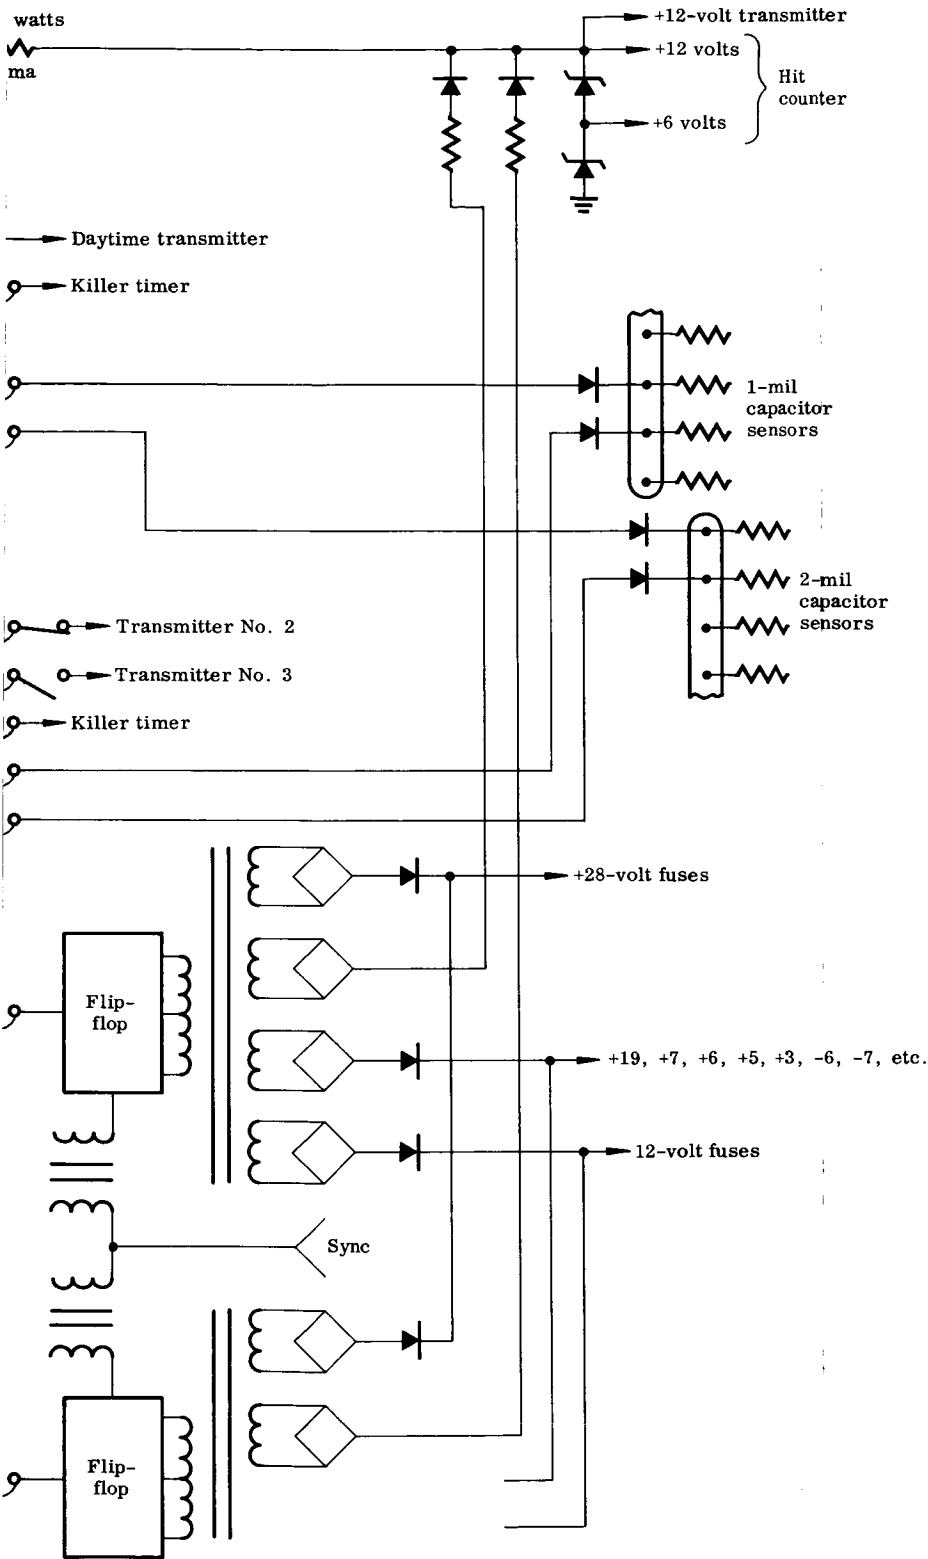 watts
ma
+12-volt transmitter
+12 volts
Hit
counter
+6 volts
Daytime transmitter
Killer timer
1-mil
capacitor
sensors
2-mil
capacitor
sensors
Transmitter No. 2
Transmitter No. 3
Killer timer
+28-volt fuses
Flip-
flop
+19, +7, +6, +5, +3, -6, -7, etc.
12-volt fuses
Sync
Flip-
flop